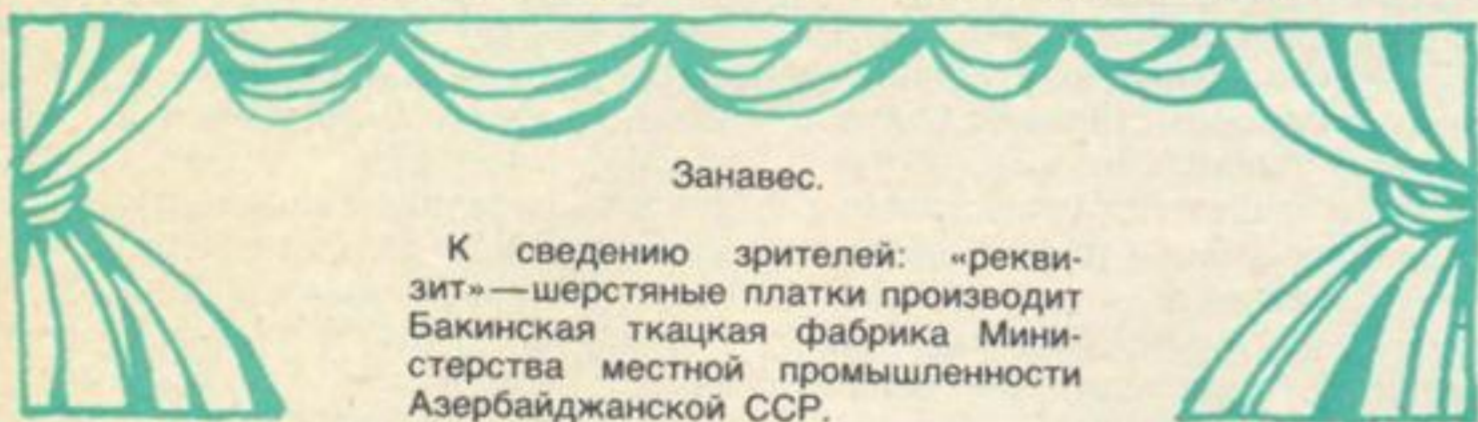 Занавес.
К сведению зрителей: «рекви-
зит»—шерстяные платки производит
Бакинская ткацкая фабрика Мини-
стерства местной промышленности
Азербайджанской ССР.